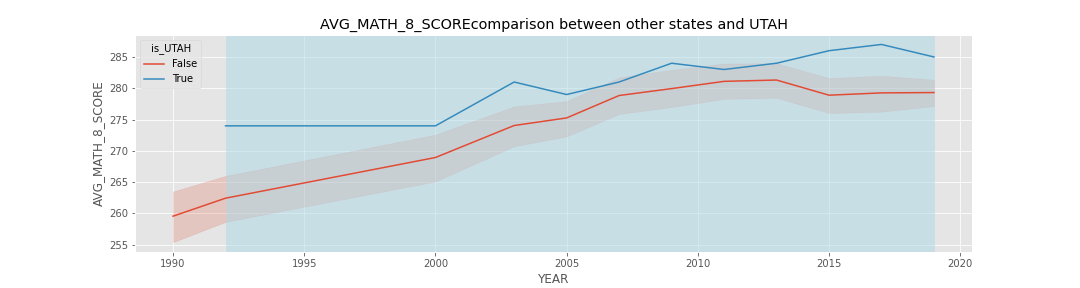 AVG_MATH_8_SCOREcomparison between other states and UTAH
is_UTAH
False
True
AVG_MATH_8_SCORE
285
280
275
270
265
260
255
1990 1995 2000 2005 2010 2015 2020
YEAR